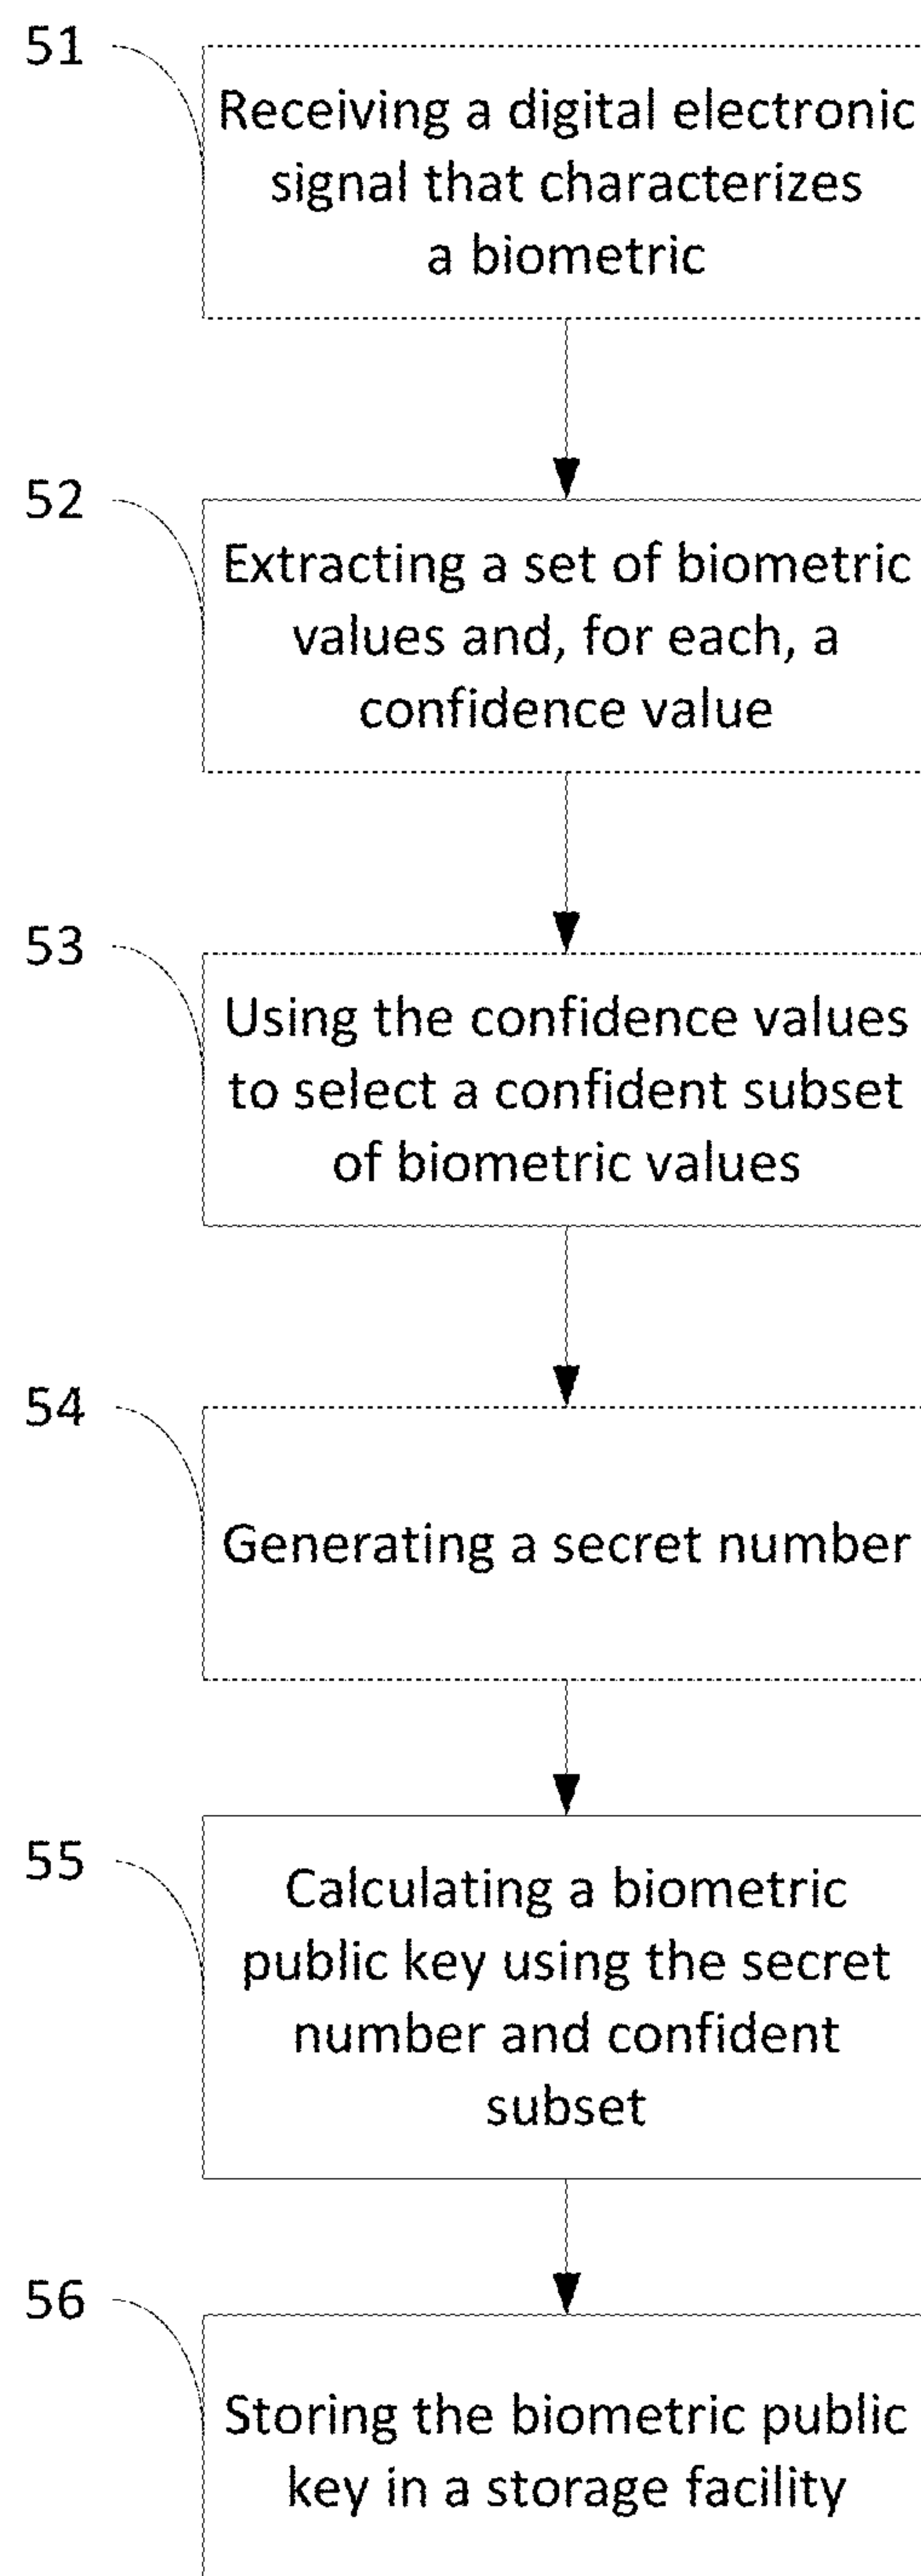 51
Receiving a digital electronic
signal that characterizes
a biometric
52
Extracting a set of biometric
values and, for each, a
confidence value
53
Using the confidence values
to select a confident subset
of biometric values
54
Generating a secret number
55
Calculating a biometric
public key using the secret
number and confident
subset
56
Storing the biometric public
key in a storage facility